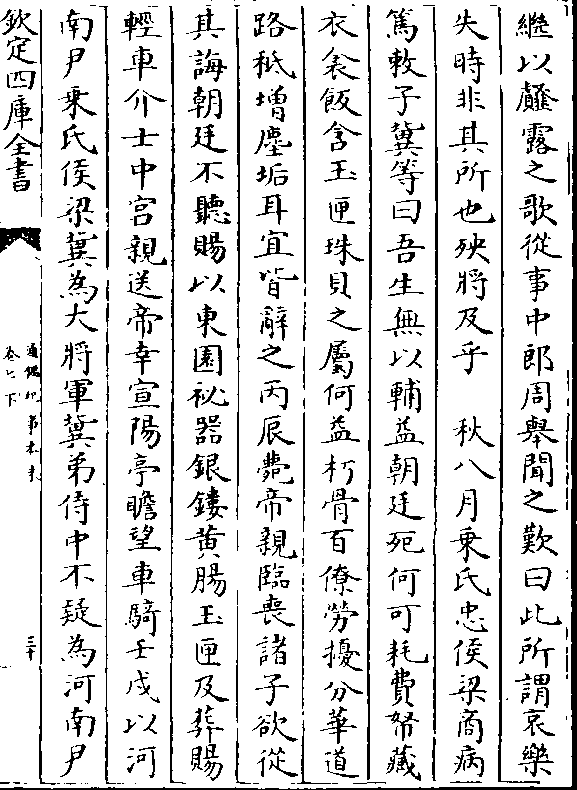 繼以䪥露之歌從事中郎周舉聞之歎曰此所謂哀樂
失時非其所也殃將及乎　秋八月乗氏忠侯梁商病
篤敕子冀等曰吾生無以輔益朝廷死何可耗費帑藏
衣衾飯含玉匣珠貝之屬何益朽骨百僚勞擾分華道
路秪增塵垢耳宜皆辭之丙辰薨帝親臨喪諸子欲從
其誨朝廷不聽賜以東園祕器銀鏤黄腸玉匣及葬賜
輕車介士中宫親送帝幸宣陽亭瞻望車騎壬戌以河
南尹乗氏侯梁冀為大將軍冀弟侍中不疑為河南尹
欽定四庫全書
通鑑紀事本末
卷七下
三十